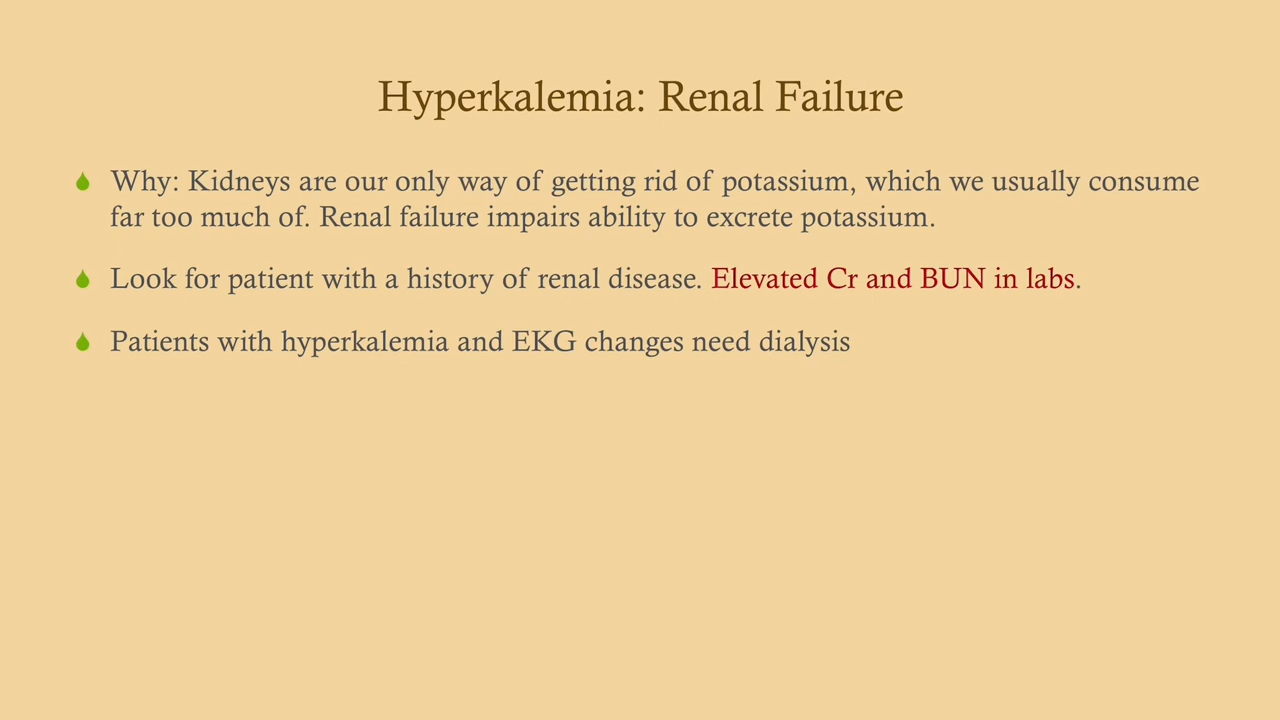 Hyperkalemia: Renal Failure
Why: Kidneys are our only way of getting rid of potassium, which we usually consume
far too much of. Renal failure impairs ability to excrete potassium.
Look for patient with a history of renal disease. Elevated Cr and BUN in labs.
Patients with hyperkalemia and EKG changes need dialysis